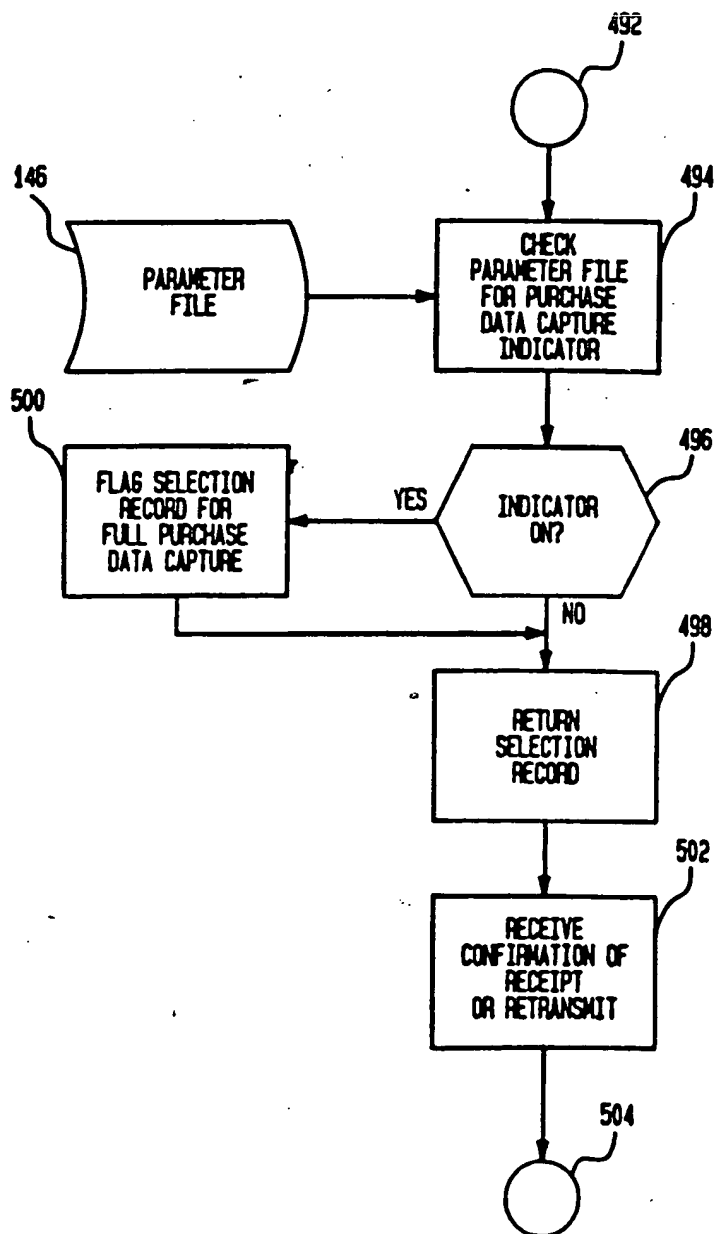 492
146
494
PARAMETER
FILE
CHECK
PARAMETER FILE
FOR PURCHASE
DATA CAPTURE
INDICATOR
500
496
FLAG SELECTION
RECORD FOR
FULL PURCHASE
DATA CAPTURE
YES
INDICATOR
ON?
NO
498
RETURN
SELECTION
RECORD
502
RECEIVE
CONFIRMATION OF
RECEIPT
OR RETRANSMIT
504